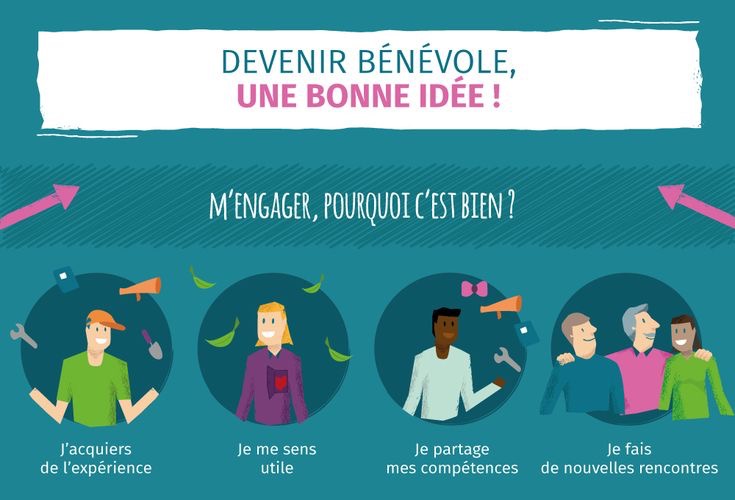 DEVENIR BÉNÉVOLE,
UNE BONNE IDÉE !
M'ENGAGER, POURQUOI C'EST BIEN ?
J'acquiers
de l'expérience
Je me sens
utile
Je partage
mes compétences
Je fais
de nouvelles rencontres